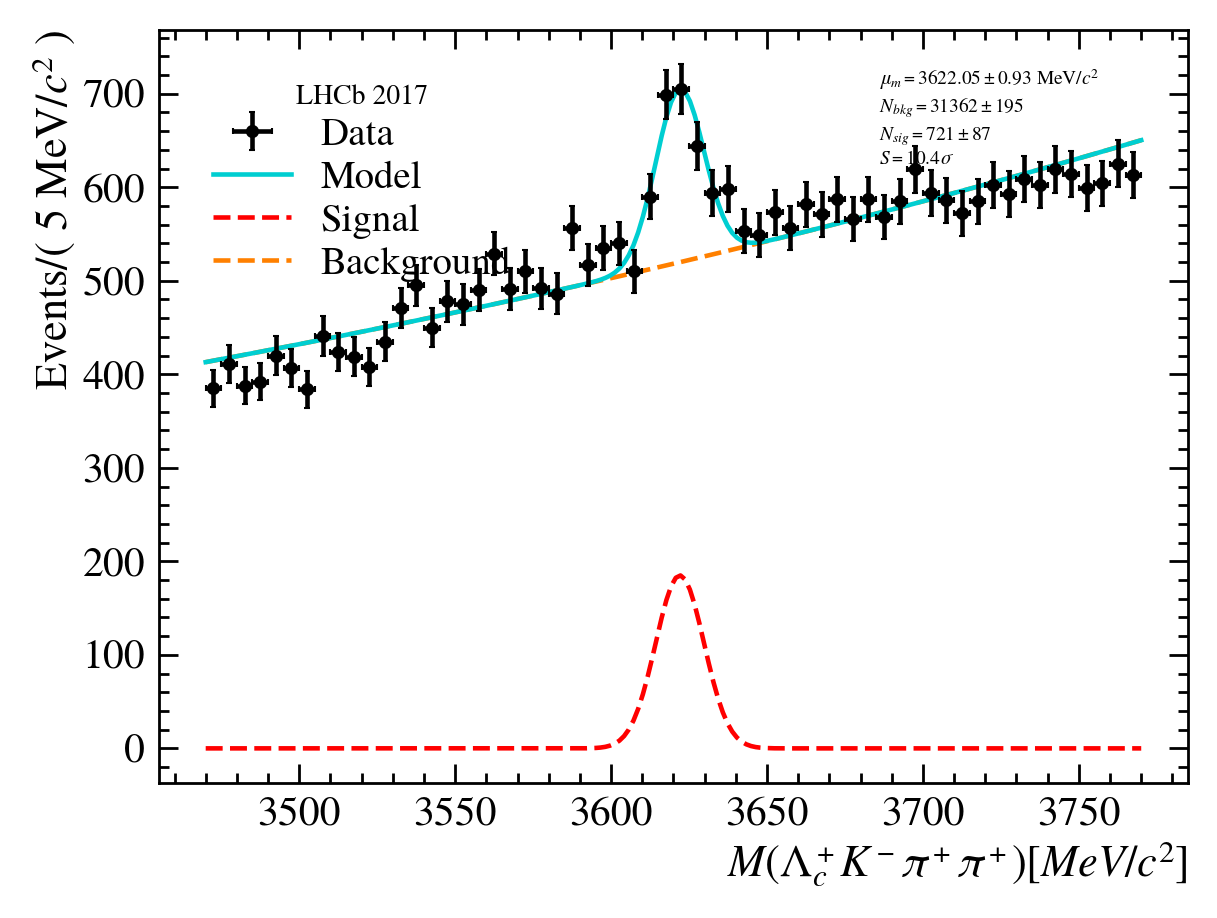 Events/( 5 MeV/c² )
700
600
500
400
300
200
100
0
LHCb 2017
Data
Model
Signal
Background
μm = 3622.05 ± 0.93 MeV/c²
Nbkg = 31362 ± 195
Nsig = 721 ± 87
S = 10.4σ
3500 3550 3600 3650 3700 3750
M(Λc⁺K⁻π⁺π⁺)[MeV/c²]